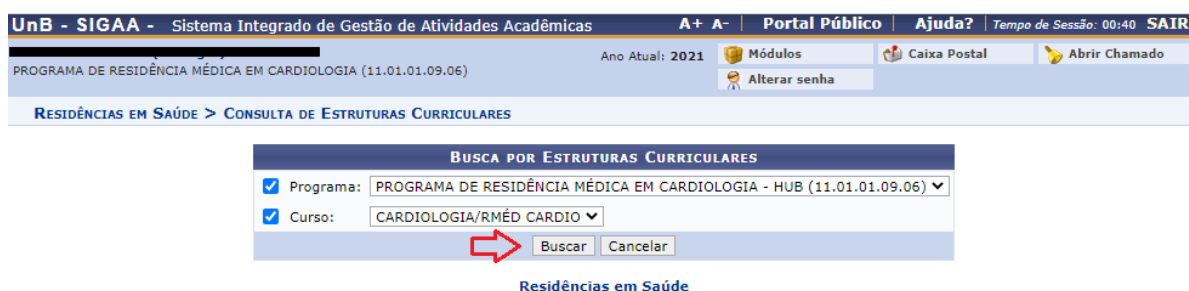 UnB - SIGAA - Sistema Integrado de Gestão de Atividades Acadêmicas A+ A- | Portal Público | Ajuda? | Tempo de Sessão: 00:40 SAIR
Ano Atual: 2021 Módulos Caixa Postal Abrir Chamado
PROGRAMA DE RESIDÊNCIA MÉDICA EM CARDIOLOGIA (11.01.01.09.06)
Alterar senha
Residências em Saúde > Consulta de Estruturas Curriculares
Busca por Estruturas Curriculares
Programa: PROGRAMA DE RESIDÊNCIA MÉDICA EM CARDIOLOGIA - HUB (11.01.01.09.06)
Curso: CARDIOLOGIA/RMÉD CARDIO
Buscar Cancelar
Residências em Saúde